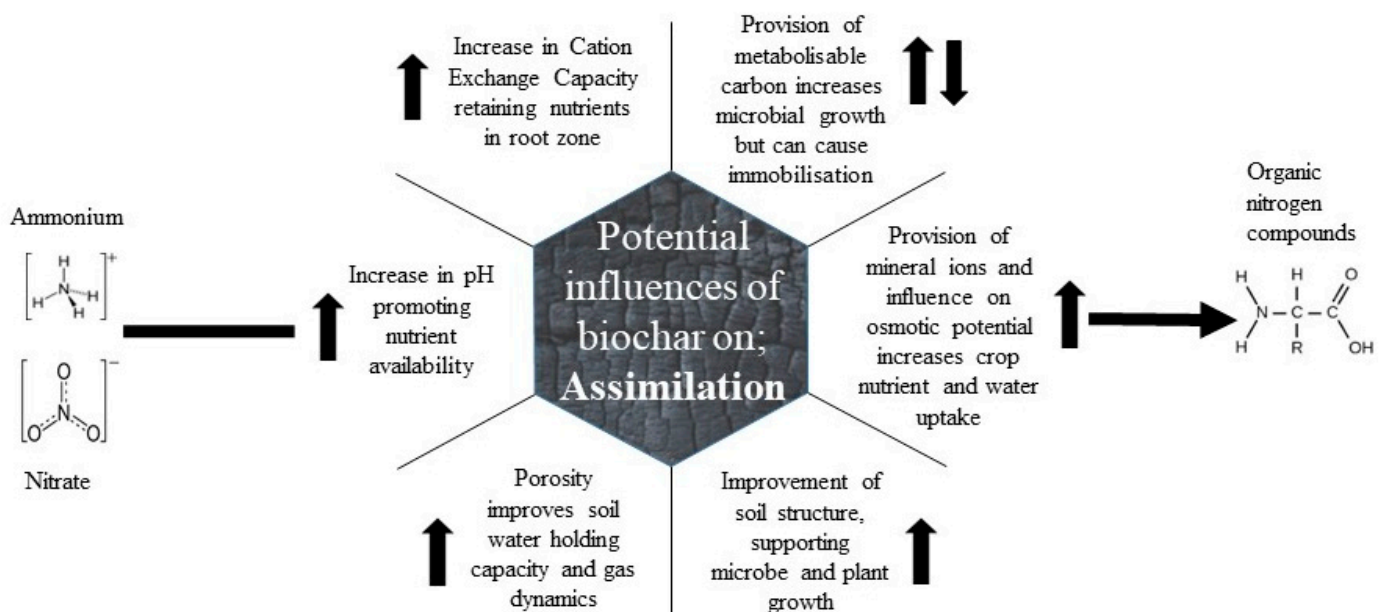 Increase in Cation
Exchange Capacity
retaining nutrients
in root zone
Provision of
metabolisable
carbon increases
microbial growth
but can cause
immobilisation
Ammonium
[
H
N
H
H
H
]+
[
O
N
O
O
]−
Nitrate
Increase in pH
promoting
nutrient
availability
Potential
influences of
biochar on;
Assimilation
Provision of
mineral ions and
influence on
osmotic potential
increases crop
nutrient and water
uptake
Organic
nitrogen
compounds
H
H
O
N
C
C
H
R
OH
Porosity
improves soil
water holding
capacity and gas
dynamics
Improvement of
soil structure,
supporting
microbe and plant
growth